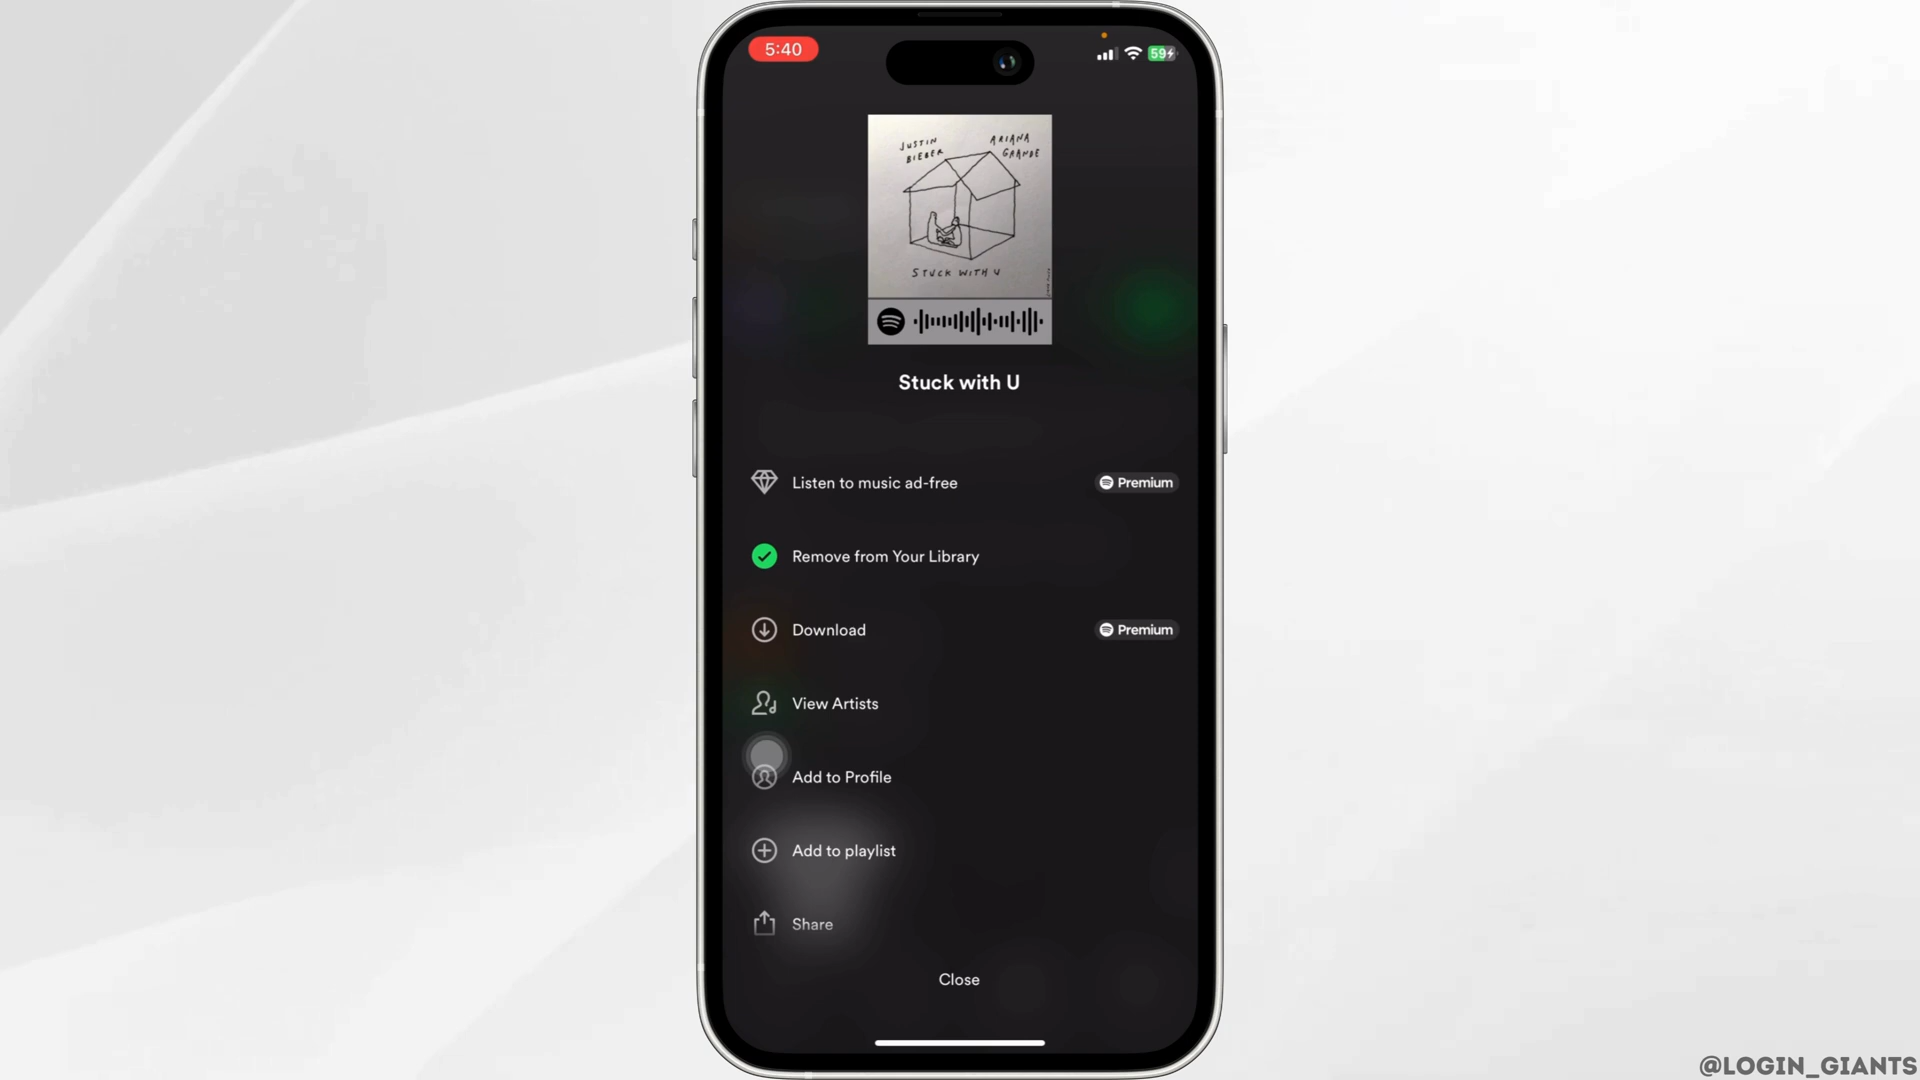 5:40
59
JUSTIN
BIEBER
ARIANA
GRANDE
STUCK WITH U
Stuck with U
Listen to music ad-free
Premium
Remove from Your Library
Download
Premium
View Artists
Add to Profile
Add to playlist
Share
Close
@LOGIN_GIANTS